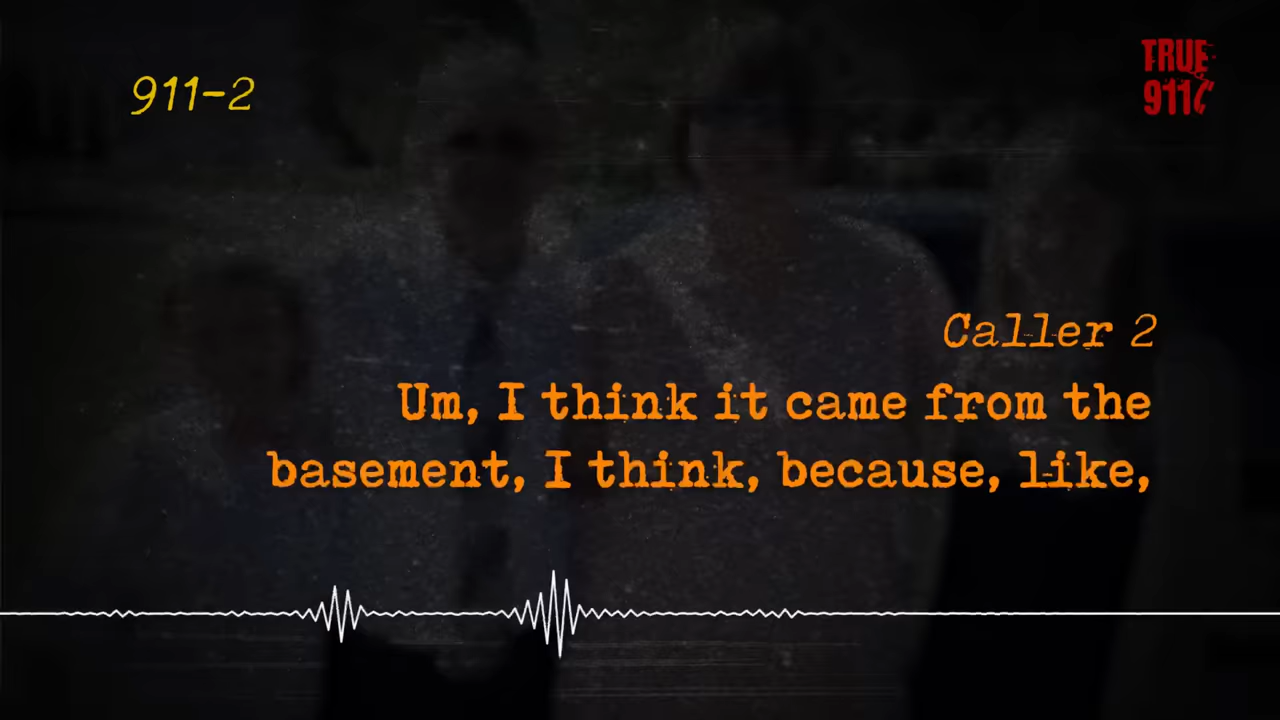 911-2
TRUE
911
Caller 2
Um, I think it came from the
basement, I think, because, like,